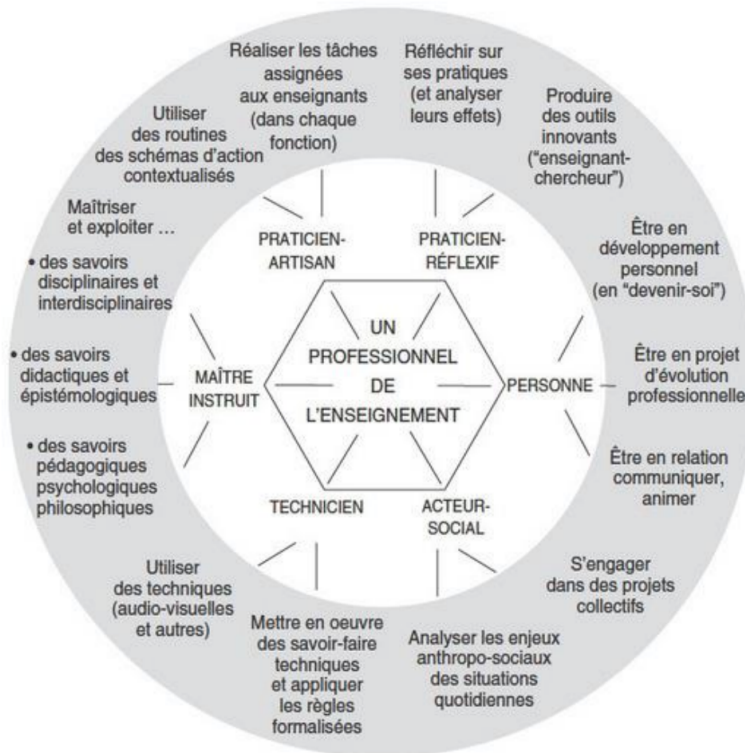 Réaliser les tâches
assignées
aux enseignants
(dans chaque
fonction)
Réfléchir sur
ses pratiques
(et analyser
leurs effets)
Produire
des outils
innovants
(“enseignant-
chercheur”)
Utiliser
des routines
des schémas d'action
contextualisés
Maîtriser
et exploiter ...
• des savoirs
disciplinaires et
interdisciplinaires
• des savoirs
didactiques et
épistémologiques
• des savoirs
pédagogiques
psychologiques
philosophiques
PRATICIEN-
ARTISAN
PRATICIEN-
RÉFLEXIF
UN
PROFESSIONNEL
DE
L'ENSEIGNEMENT
MAÎTRE
INSTRUIT
PERSONNE
TECHNICIEN
ACTEUR-
SOCIAL
Être en
développement
personnel
(en “devenir-soi”)
Être en projet
d'évolution
professionnelle
Être en relation
communiquer,
animer
Utiliser
des techniques
(audio-visuelles
et autres)
Mettre en oeuvre
des savoir-faire
techniques
et appliquer
les règles
formalisées
Analyser les enjeux
anthropo-sociaux
des situations
quotidiennes
S'engager
dans des projets
collectifs